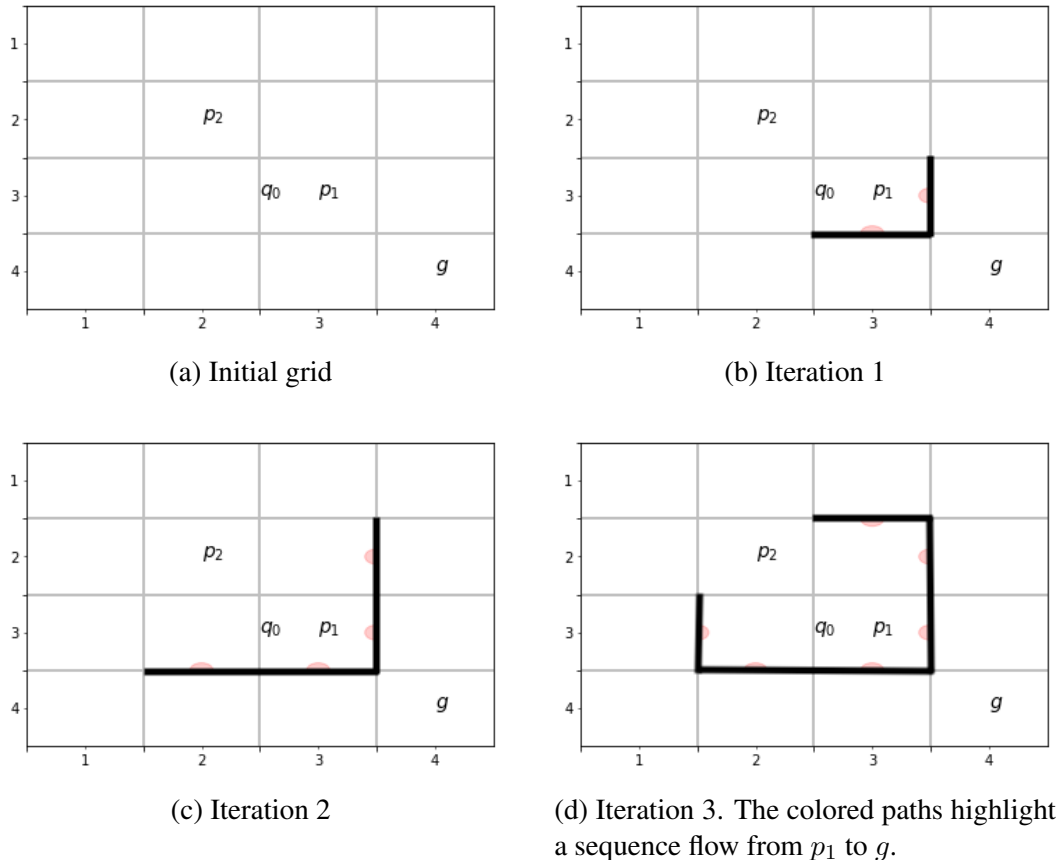 1
2
p2
3
q0 p1
4
g
1 2 3 4
(a) Initial grid
1
2
p2
3
q0 p1
4
g
1 2 3 4
(b) Iteration 1
1
2
p2
3
q0 p1
4
g
1 2 3 4
(c) Iteration 2
1
2
p2
3
q0 p1
4
g
1 2 3 4
(d) Iteration 3. The colored paths highlight
a sequence flow from p1 to g.